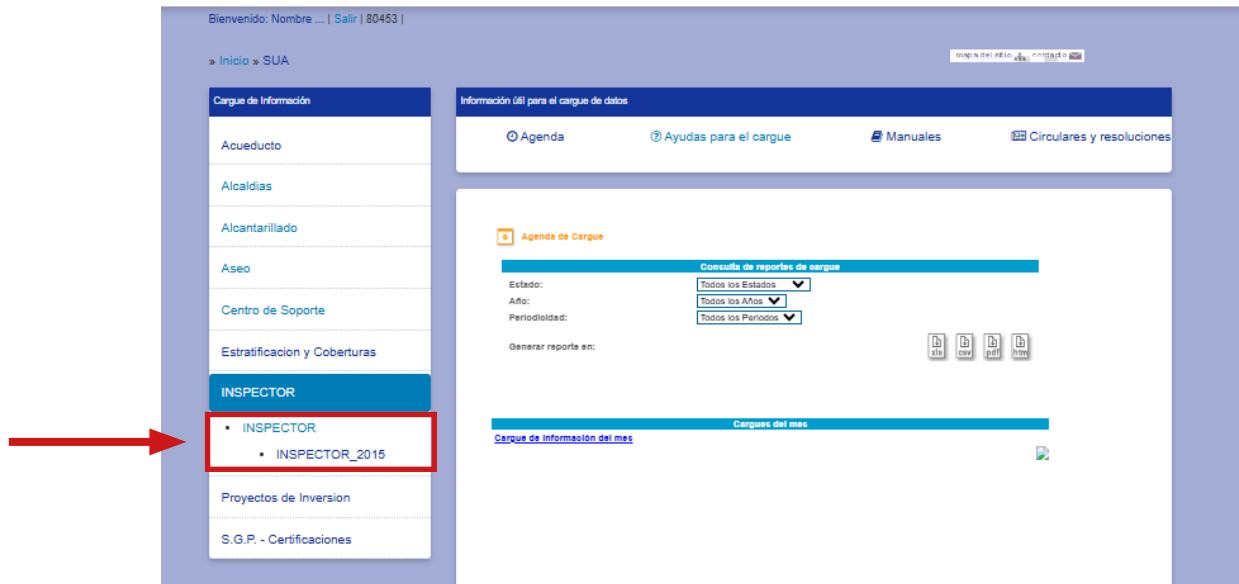 Bienvenido: Nombre ... | Salir | 80453 |
» Inicio » SUA
mapa del sitio contacto
Cargue de Información
Acueducto
Alcaldias
Alcantarillado
Aseo
Centro de Soporte
Estratificacion y Coberturas
INSPECTOR
• INSPECTOR
▪ INSPECTOR_2015
Proyectos de Inversion
S.G.P. - Certificaciones
Información útil para el cargue de datos
Agenda
Ayudas para el cargue
Manuales
Circulares y resoluciones
Agenda de Cargue
Consulta de reportes de cargue
Estado: Todos los Estados
Año: Todos los Años
Periodicidad: Todos los Periodos
Generar reporte en: xls csv pdf htm
Cargues del mes
Cargue de Información del mes